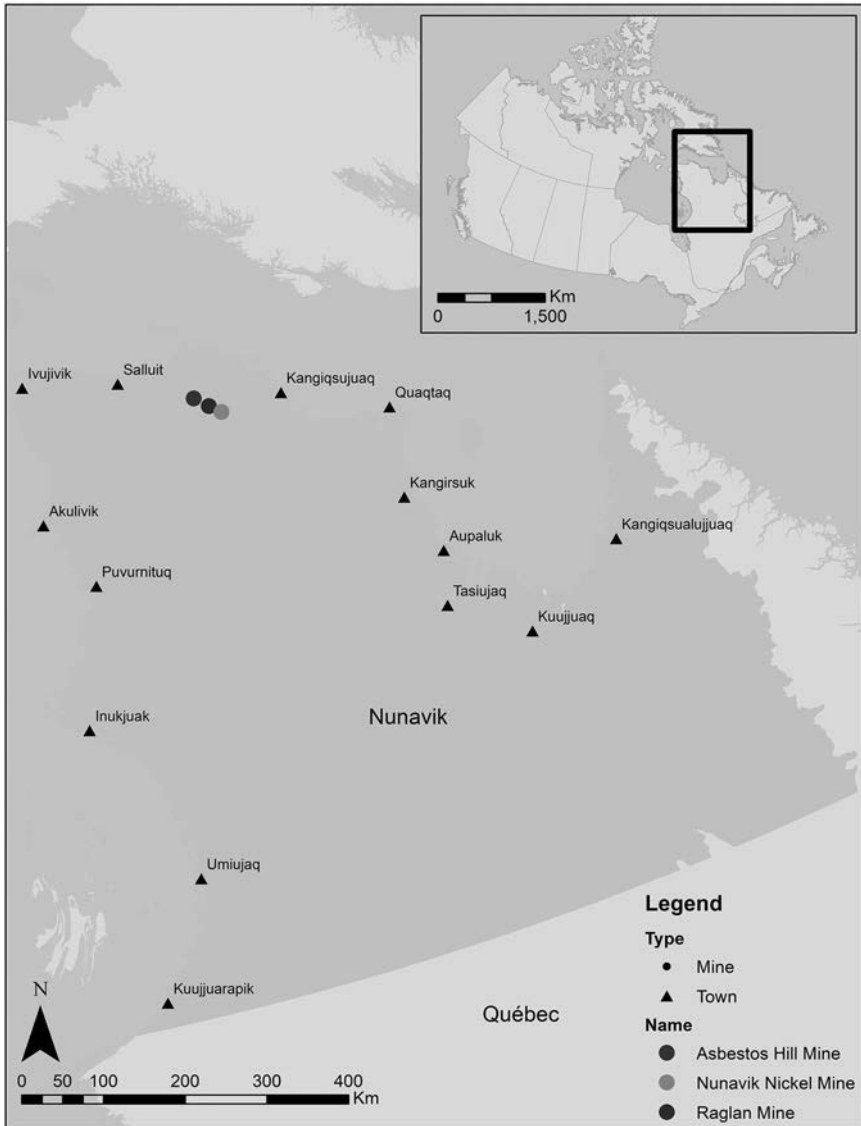 Km
0 1,500
Ivujivik
Salluit
Kangiqsujuaq
Quaqtaq
Kangirsuk
Akulivik
Aupaluk
Kangiqsualujjuaq
Puvurnituq
Tasiujaq
Kuujjuaq
Inukjuak
Nunavik
Umiujaq
Kuujjuarapik
Québec
N
0 50 100 200 300 400
Km
Legend
Type
Mine
Town
Name
Asbestos Hill Mine
Nunavik Nickel Mine
Raglan Mine